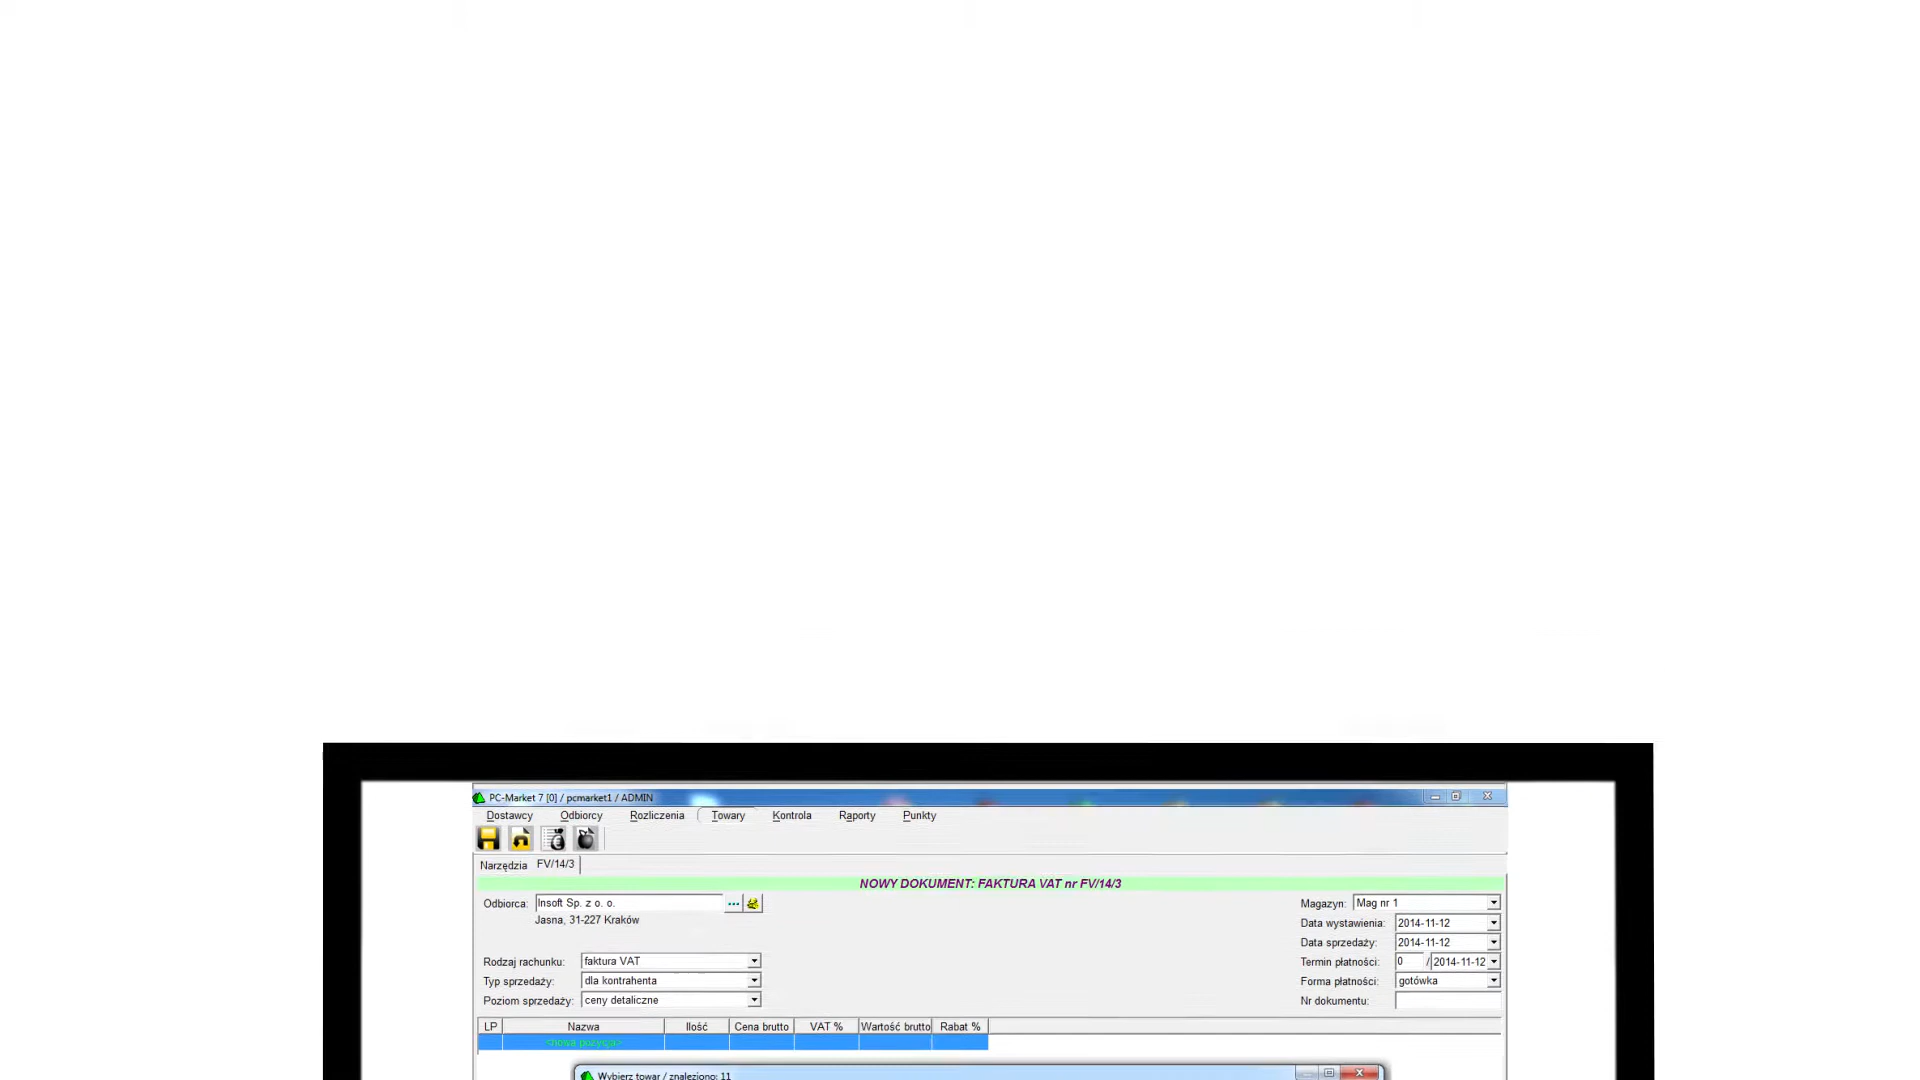 PC-Market 7 [0] / pcmarket1 / ADMIN
Dostawcy Odbiorcy Rozliczenia Towary Kontrola Raporty Punkty
Narzędzia FV/14/3
NOWY DOKUMENT: FAKTURA VAT nr FV/14/3
Odbiorca: Insoft Sp. z o. o. Magazyn: Mag nr 1
Jasna, 31-227 Kraków Data wystawienia: 2014-11-12
Data sprzedaży: 2014-11-12
Rodzaj rachunku: faktura VAT Termin płatności: 0 / 2014-11-12
Typ sprzedaży: dla kontrahenta Forma płatności: gotówka
Poziom sprzedaży: ceny detaliczne Nr dokumentu:
LP Nazwa Ilość Cena brutto VAT % Wartość brutto Rabat %
<nowa pozycja>
Wybierz towar / znaleziono: 11